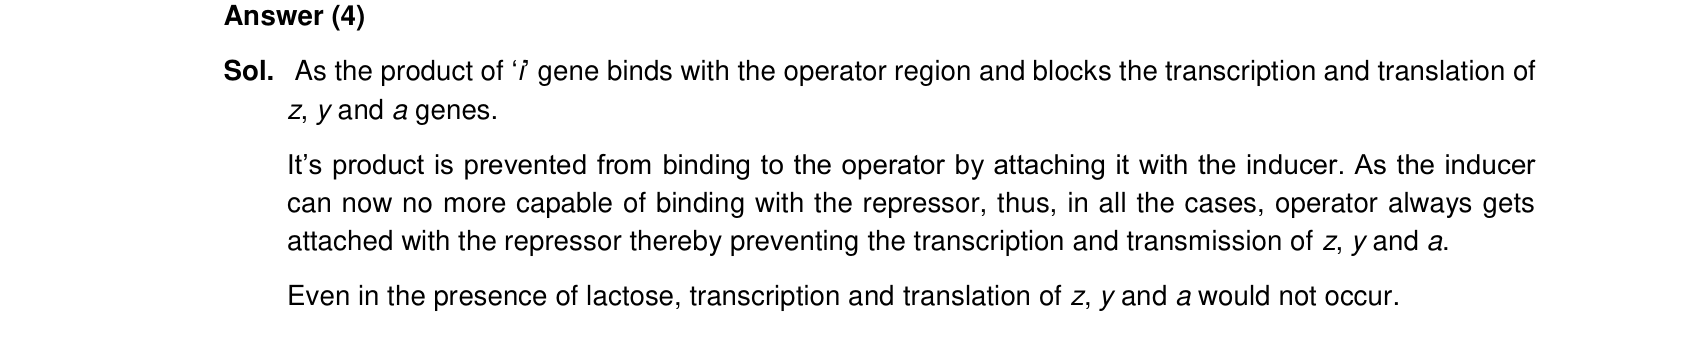 Answer (4)
Sol. As the product of ‘i’ gene binds with the operator region and blocks the transcription and translation of
z, y and a genes.
It’s product is prevented from binding to the operator by attaching it with the inducer. As the inducer
can now no more capable of binding with the repressor, thus, in all the cases, operator always gets
attached with the repressor thereby preventing the transcription and transmission of z, y and a.
Even in the presence of lactose, transcription and translation of z, y and a would not occur.